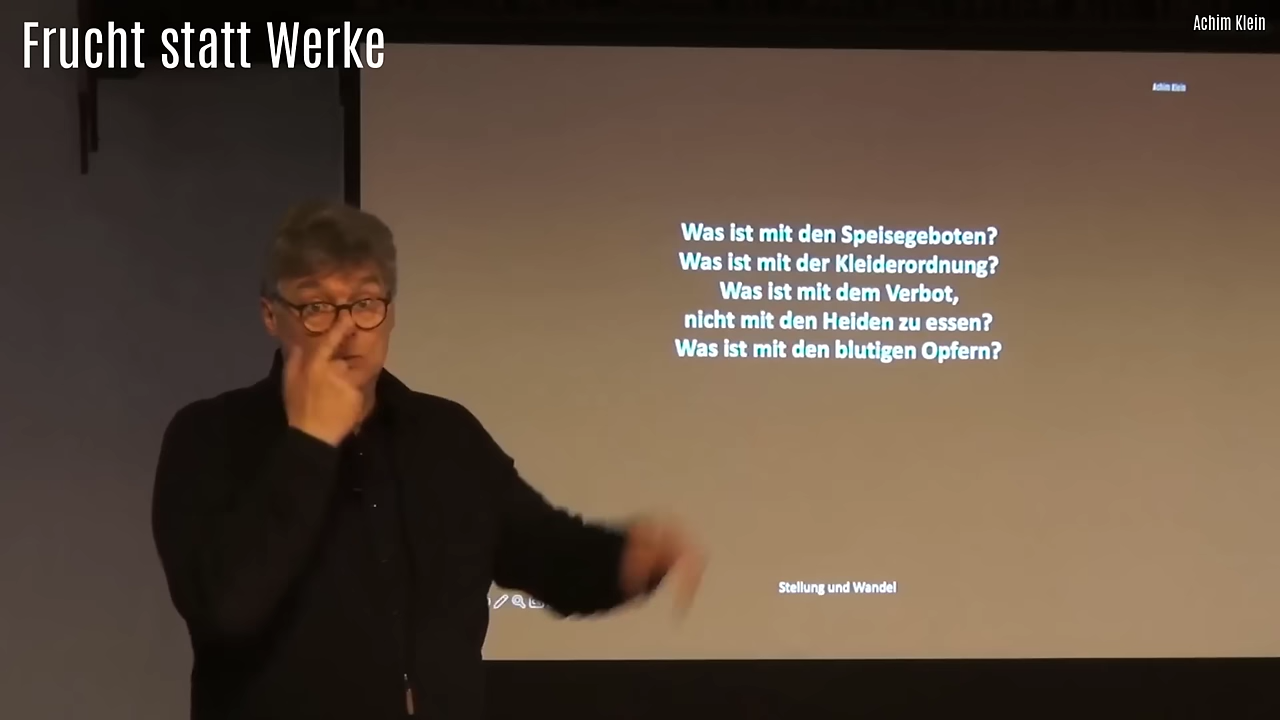 Frucht statt Werke
Achim Klein
Achim Klein
Was ist mit den Speisegeboten?
Was ist mit der Kleiderordnung?
Was ist mit dem Verbot,
nicht mit den Heiden zu essen?
Was ist mit den blutigen Opfern?
Stellung und Wandel